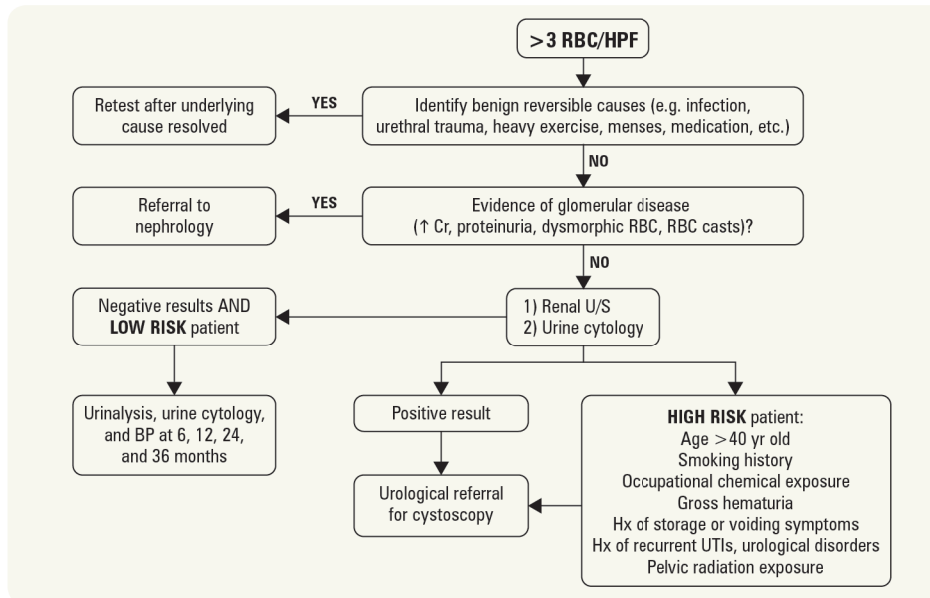 >3 RBC/HPF
Retest after underlying
cause resolved
YES
Identify benign reversible causes (e.g. infection,
urethral trauma, heavy exercise, menses, medication, etc.)
NO
Referral to
nephrology
YES
Evidence of glomerular disease
(↑ Cr, proteinuria, dysmorphic RBC, RBC casts)?
NO
Negative results AND
LOW RISK patient
1) Renal U/S
2) Urine cytology
Urinalysis, urine cytology,
and BP at 6, 12, 24,
and 36 months
Positive result
Urological referral
for cystoscopy
HIGH RISK patient:
Age >40 yr old
Smoking history
Occupational chemical exposure
Gross hematuria
Hx of storage or voiding symptoms
Hx of recurrent UTIs, urological disorders
Pelvic radiation exposure